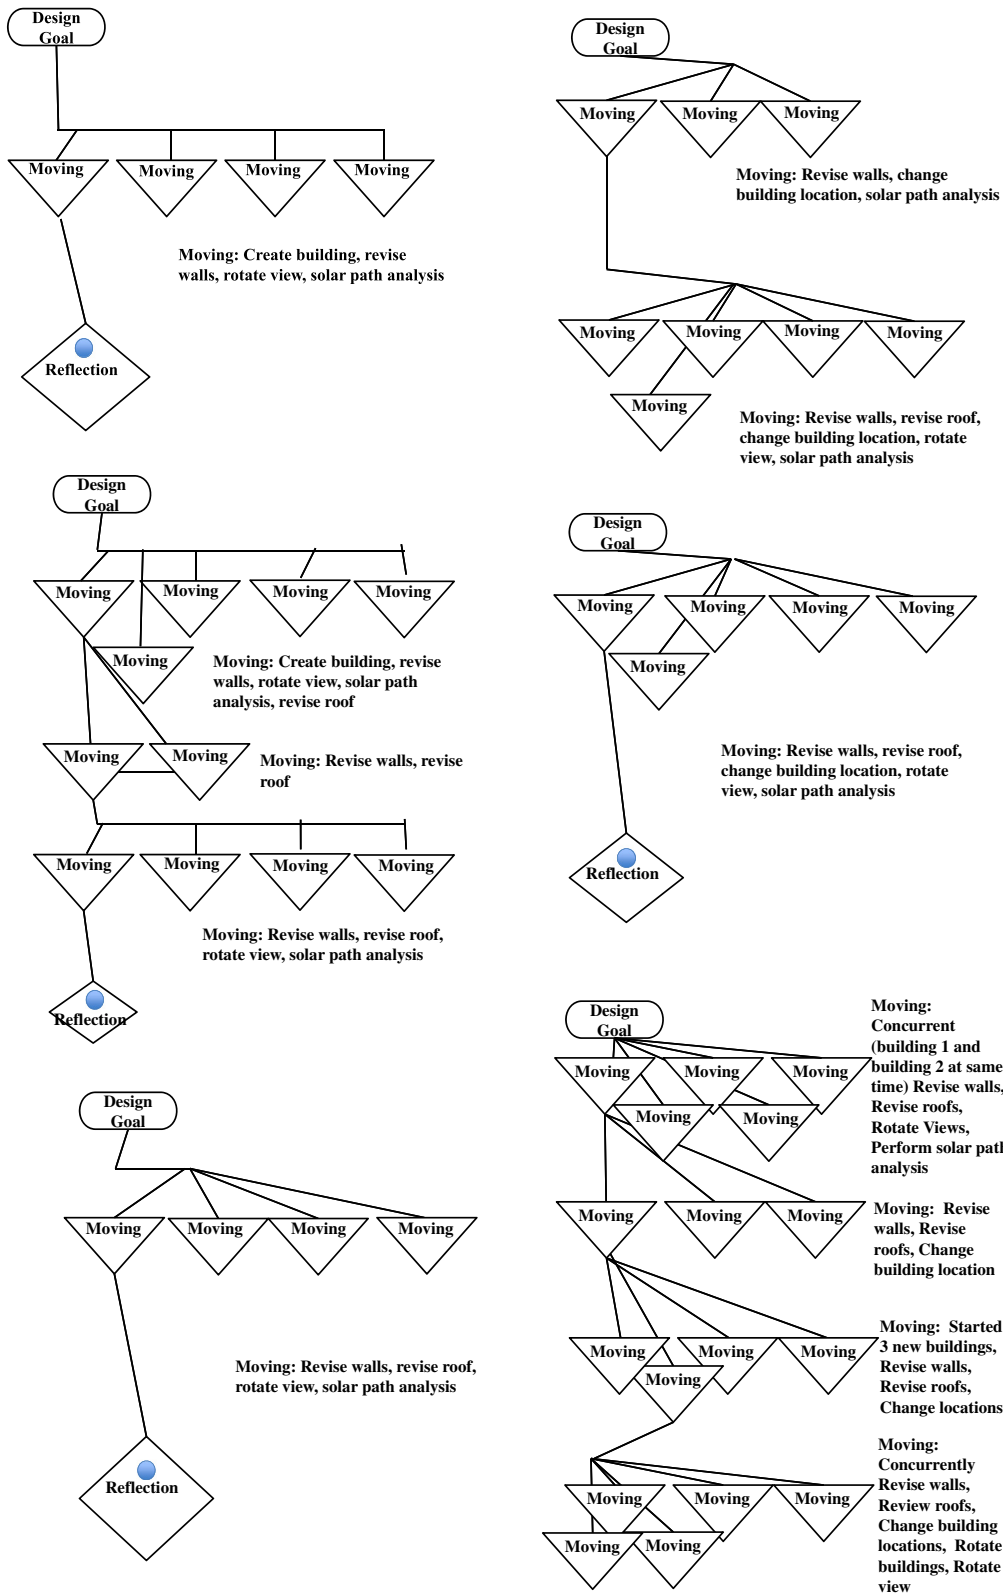 Design
Goal
Moving
Moving
Moving
Moving
Moving: Create building, revise
walls, rotate view, solar path analysis
Reflection
Design
Goal
Moving
Moving
Moving
Moving
Moving
Moving: Create building, revise
walls, rotate view, solar path
analysis, revise roof
Moving
Moving
Moving: Revise walls, revise
roof
Moving
Moving
Moving
Moving
Moving: Revise walls, revise roof,
rotate view, solar path analysis
Reflection
Design
Goal
Moving
Moving
Moving
Moving
Moving: Revise walls, revise roof,
rotate view, solar path analysis
Reflection
Design
Goal
Moving
Moving
Moving
Moving: Revise walls, change
building location, solar path analysis
Moving
Moving
Moving
Moving
Moving
Moving: Revise walls, revise roof,
change building location, rotate
view, solar path analysis
Design
Goal
Moving
Moving
Moving
Moving
Moving
Moving: Revise walls, revise roof,
change building location, rotate
view, solar path analysis
Reflection
Design
Goal
Moving
Moving
Moving
Moving
Moving
Moving:
Concurrent
(building 1 and
building 2 at same
time) Revise walls,
Revise roofs,
Rotate Views,
Perform solar path
analysis
Moving
Moving
Moving
Moving: Revise
walls, Revise
roofs, Change
building location
Moving
Moving
Moving
Moving
Moving: Started
3 new buildings,
Revise walls,
Revise roofs,
Change locations
Moving
Moving
Moving
Moving
Moving
Moving:
Concurrently
Revise walls,
Review roofs,
Change building
locations, Rotate
buildings, Rotate
view